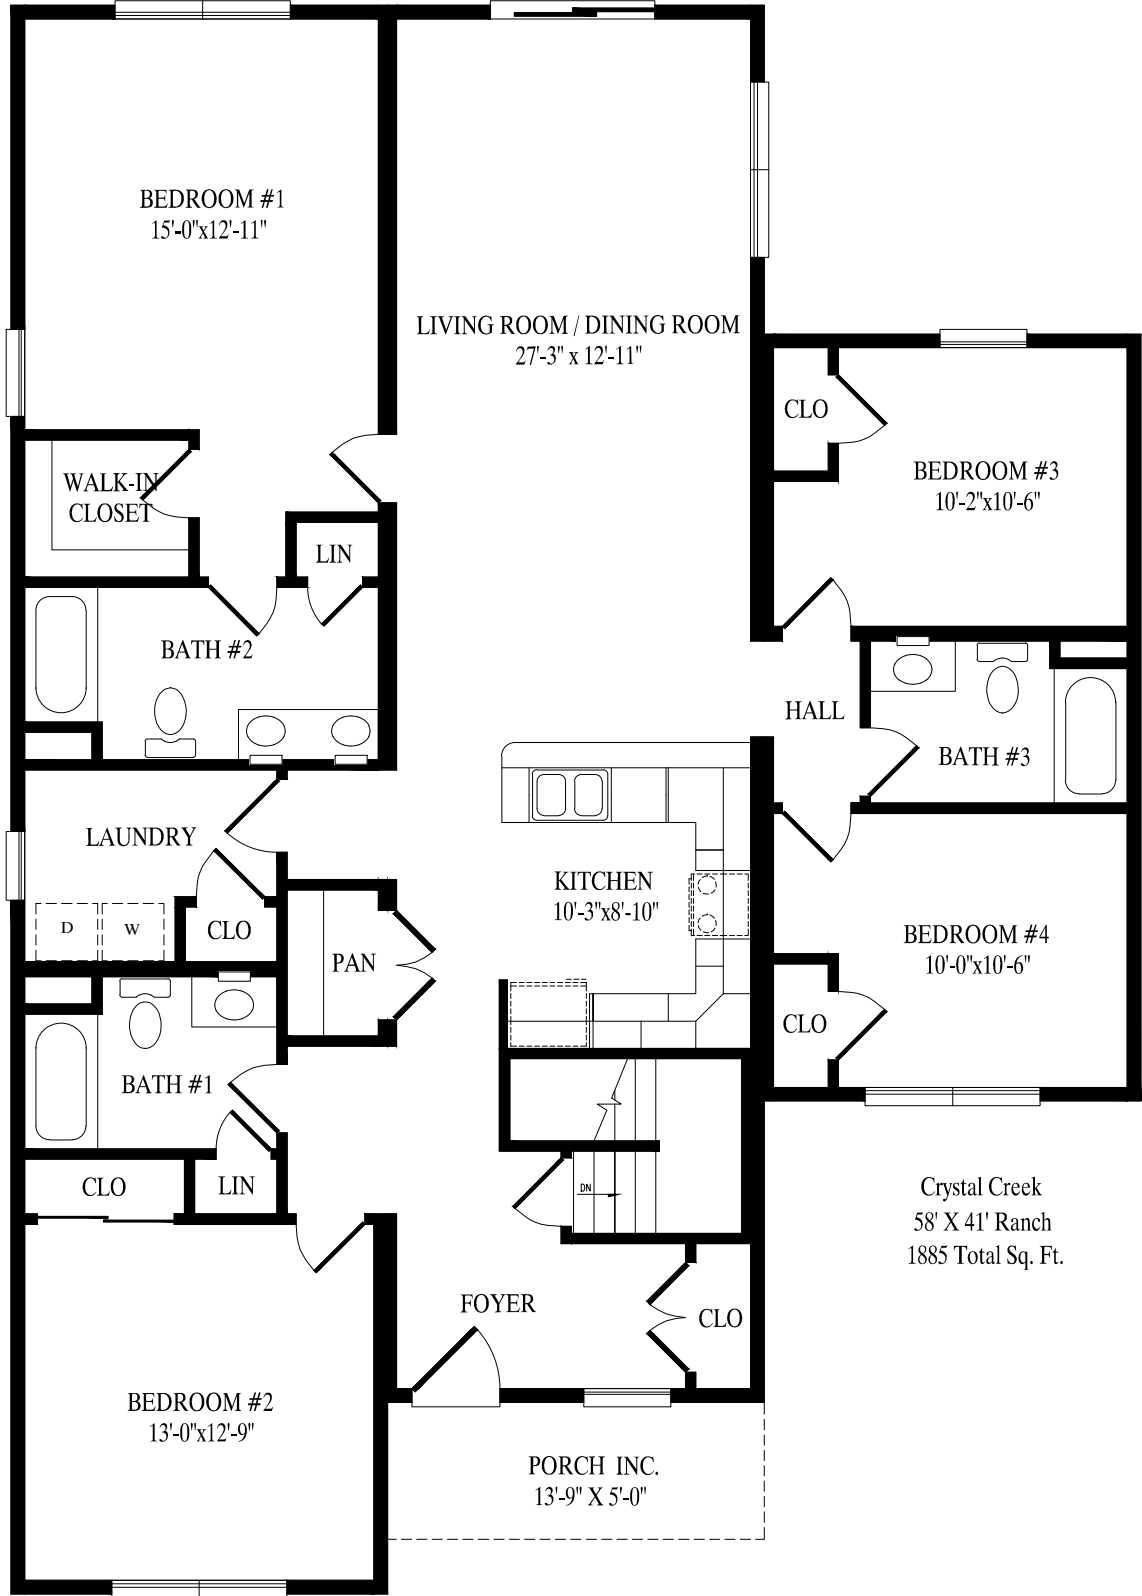 BEDROOM #1
15'-0"x12'-11"
LIVING ROOM / DINING ROOM
27'-3" x 12'-11"
CLO
BEDROOM #3
10'-2"x10'-6"
WALK-IN
CLOSET
LIN
BATH #2
HALL
BATH #3
LAUNDRY
KITCHEN
10'-3"x8'-10"
D
W
CLO
PAN
BEDROOM #4
10'-0"x10'-6"
CLO
BATH #1
CLO
LIN
DN
Crystal Creek
58' X 41' Ranch
1885 Total Sq. Ft.
FOYER
CLO
BEDROOM #2
13'-0"x12'-9"
PORCH INC.
13'-9" X 5'-0"